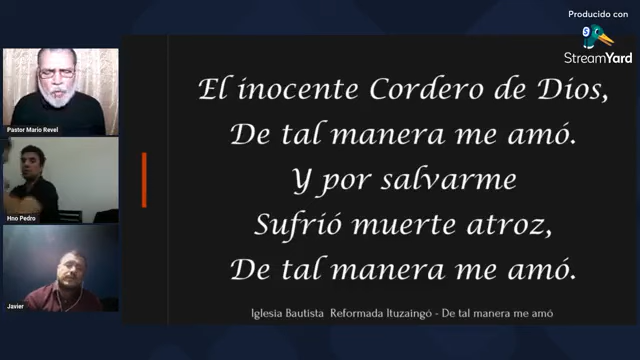 Producido con
StreamYard
Pastor Mario Revel
Hno Pedro
Javier
El inocente Cordero de Dios,
De tal manera me amó.
Y por salvarme
Sufrió muerte atroz,
De tal manera me amó.
Iglesia Bautista Reformada Ituzaingó - De tal manera me amó